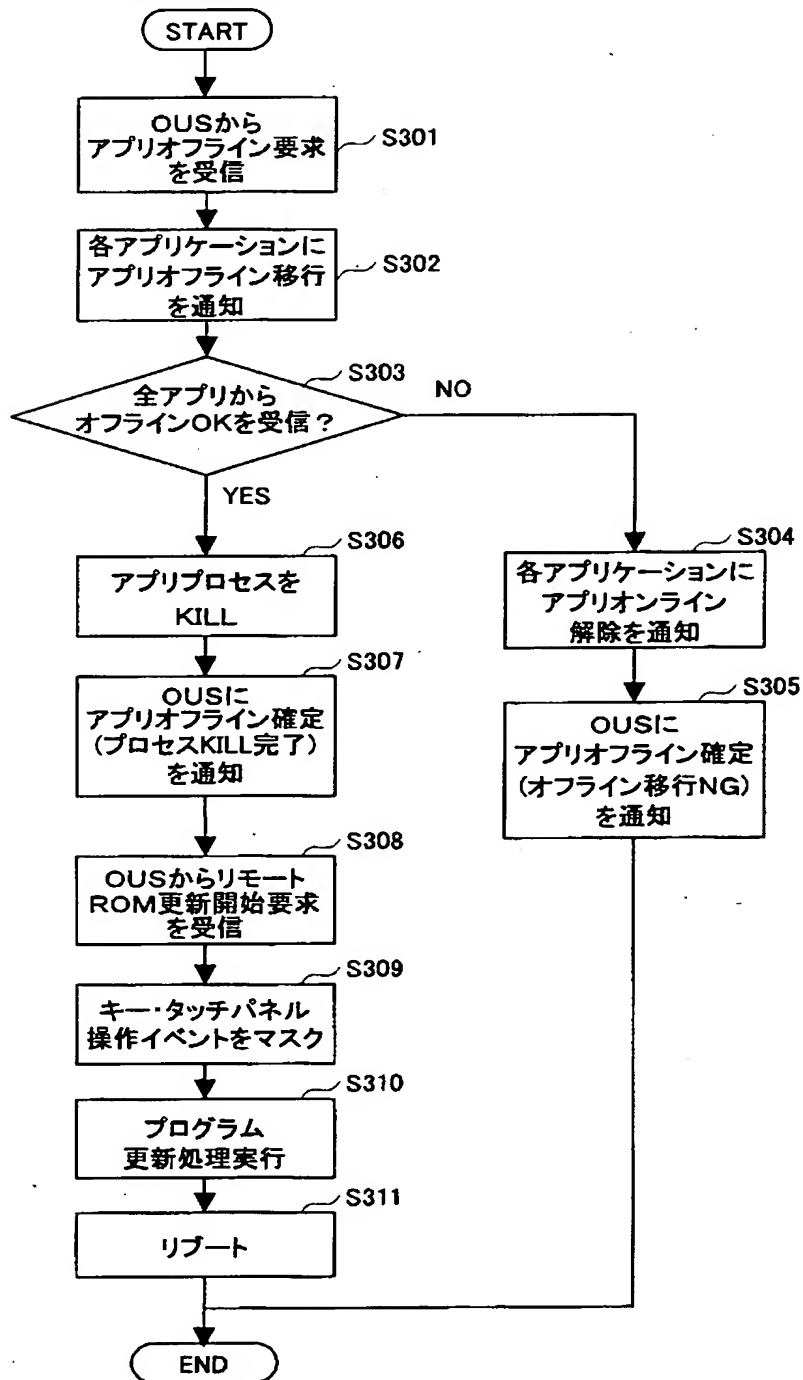 START
OUSから
アプリオフライン要求
を受信
S301
各アプリケーションに
アプリオフライン移行
を通知
S302
全アプリから
オフラインOKを受信？
S303
NO
YES
S306
アプリプロセスを
KILL
S307
OUSに
アプリオフライン確定
(プロセスKILL完了)
を通知
S308
OUSからリモート
ROM更新開始要求
を受信
S309
キー・タッチパネル
操作イベントをマスク
S310
プログラム
更新処理実行
S311
リブート
S304
各アプリケーションに
アプリオンライン
解除を通知
S305
OUSに
アプリオフライン確定
(オフライン移行NG)
を通知
END